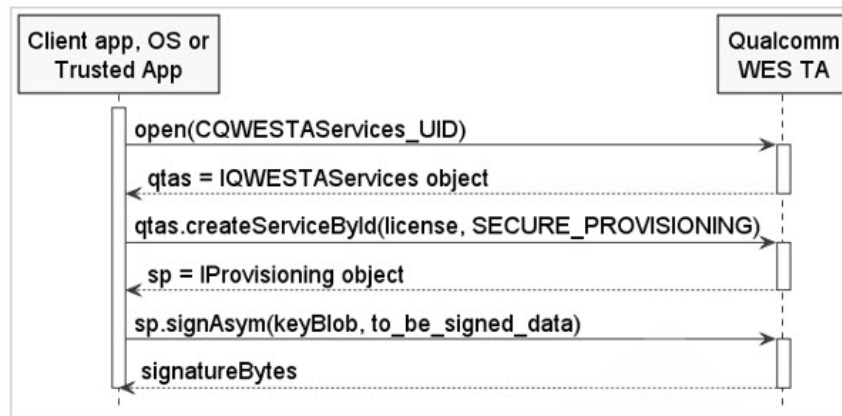 Client app, OS or
Trusted App
Qualcomm
WES TA
open(CQWESTAServices_UID)
qtas = IQWESTAServices object
qtas.createServiceById(license, SECURE_PROVISIONING)
sp = IProvisioning object
sp.signAsym(keyBlob, to_be_signed_data)
signatureBytes